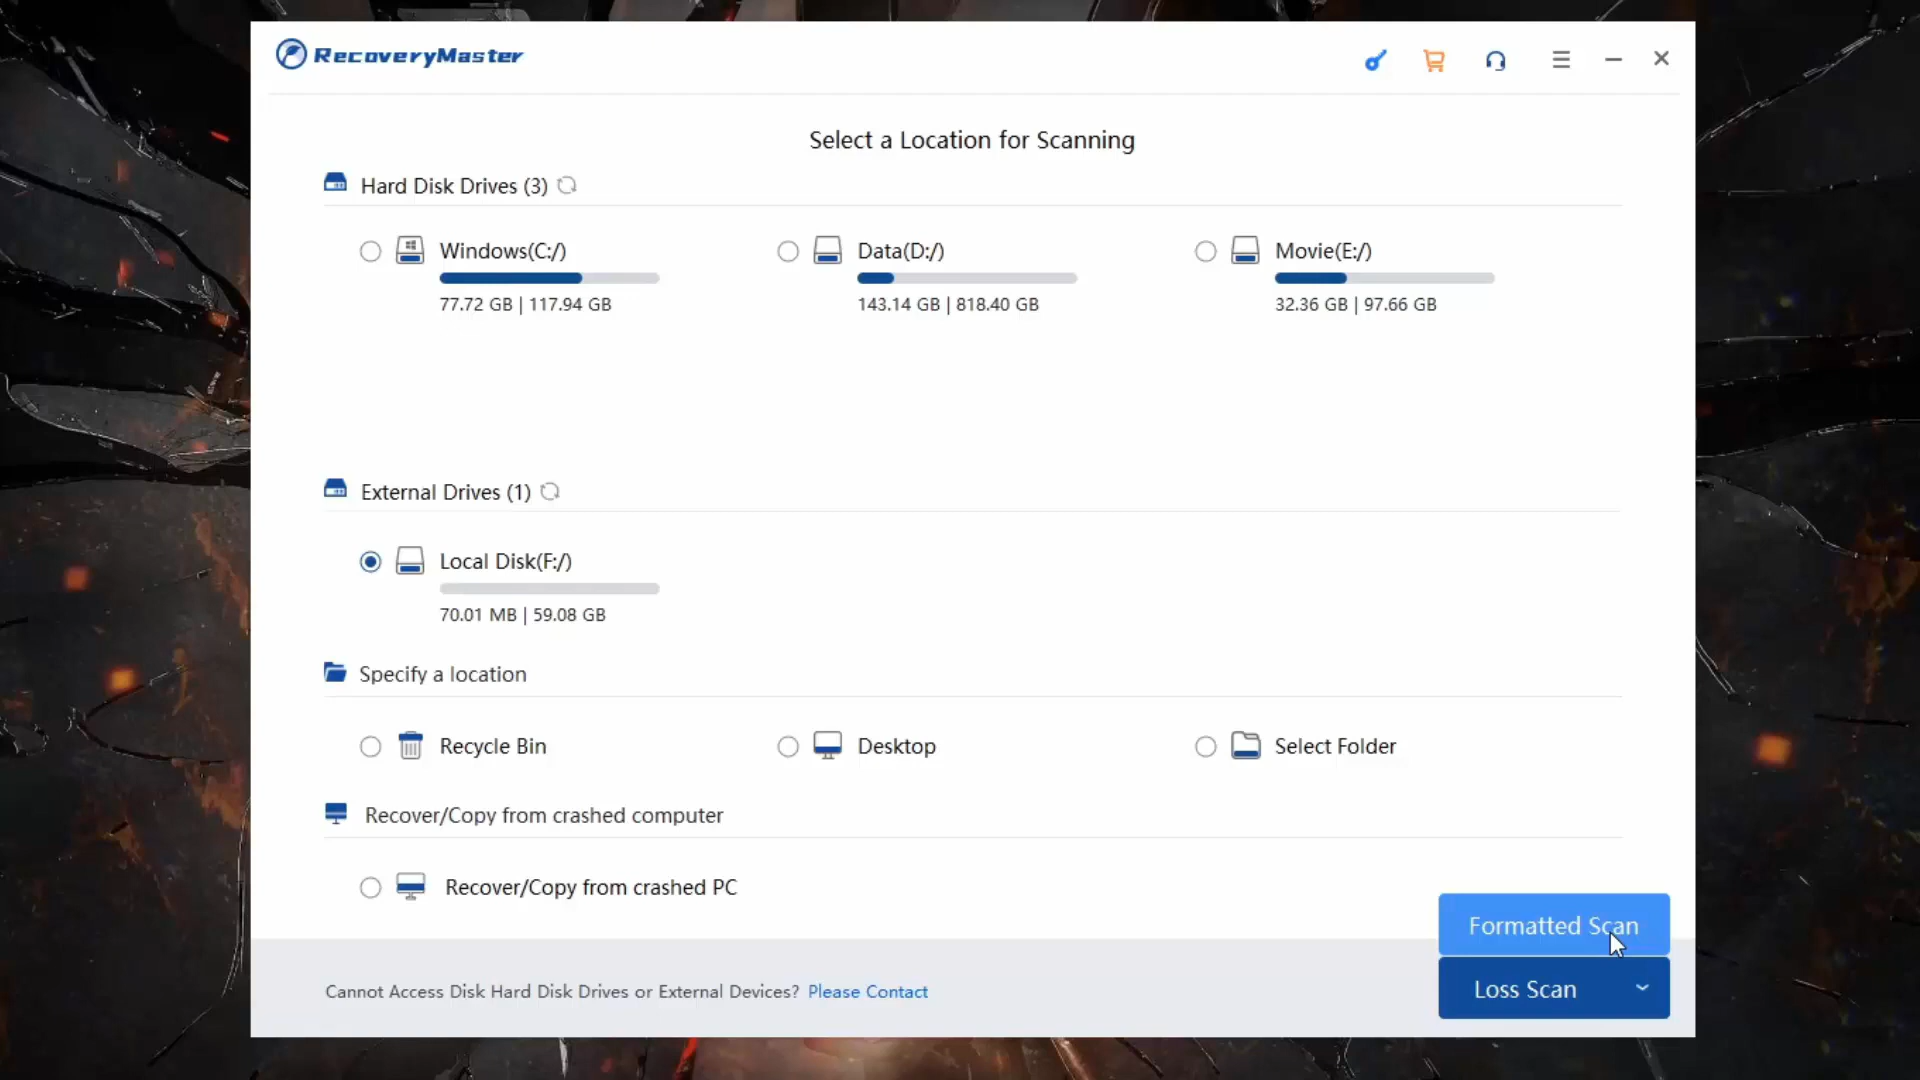 RecoveryMaster
Select a Location for Scanning
Hard Disk Drives (3)
Windows(C:/)
77.72 GB | 117.94 GB
Data(D:/)
143.14 GB | 818.40 GB
Movie(E:/)
32.36 GB | 97.66 GB
External Drives (1)
Local Disk(F:/)
70.01 MB | 59.08 GB
Specify a location
Recycle Bin
Desktop
Select Folder
Recover/Copy from crashed computer
Recover/Copy from crashed PC
Formatted Scan
Loss Scan
Cannot Access Disk Hard Disk Drives or External Devices? Please Contact